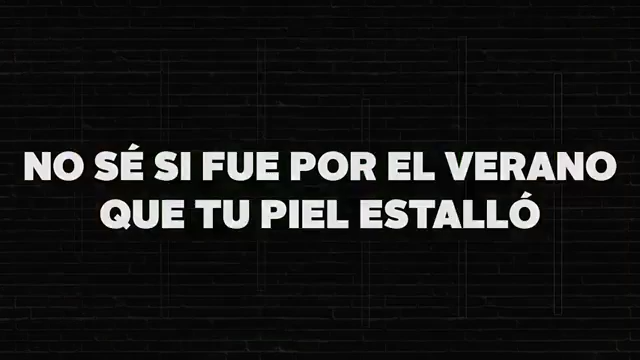 NO SÉ SI FUE POR EL VERANO
QUE TU PIEL ESTALLÓ